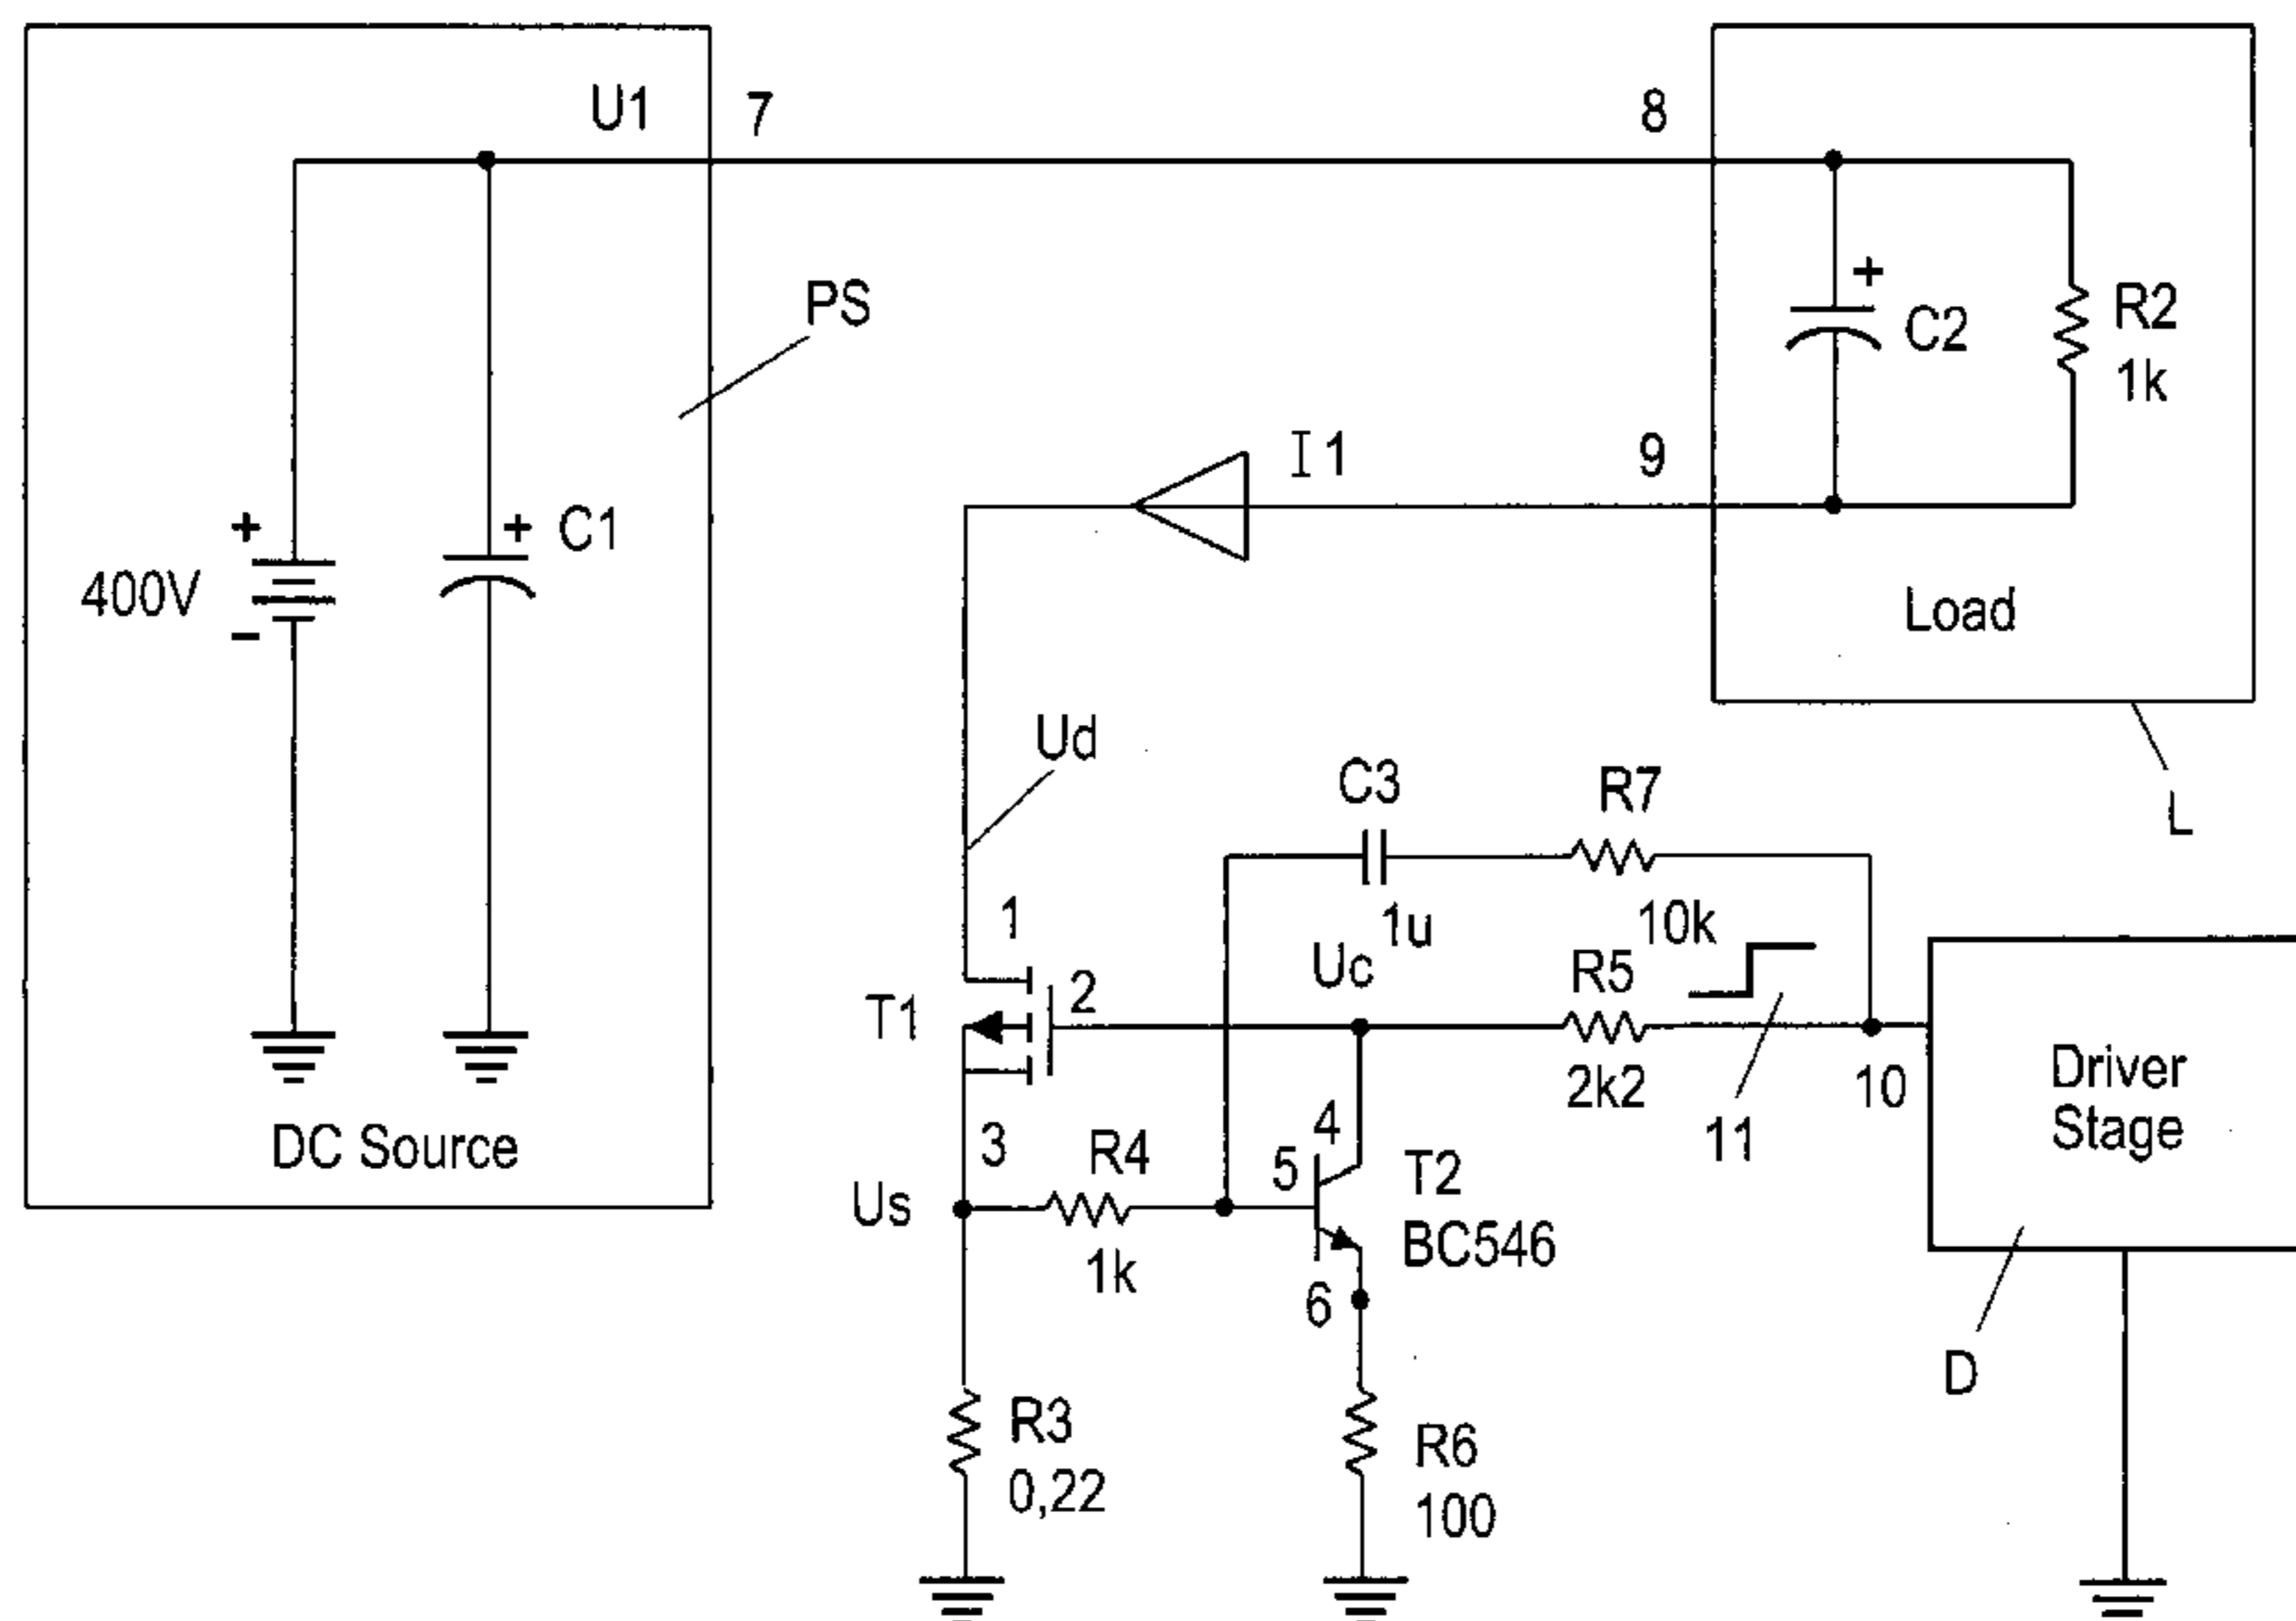 U1
7
8
PS
+
C2
R2
1k
I1
9
+
400V
-
+
C1
Load
Ud
C3
R7
L
1
1u
10k
Uc
R5
T1
2
2k2
11
10
Driver
Stage
DC Source
3
R4
4
5
T2
BC546
Us
1k
6
D
R3
0,22
R6
100